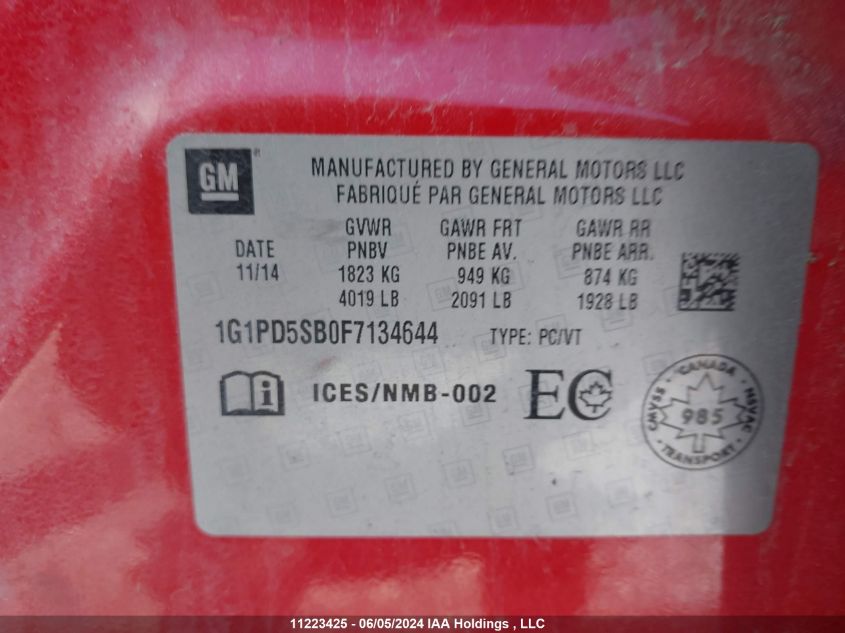 GM
MANUFACTURED BY GENERAL MOTORS LLC
FABRIQUÉ PAR GENERAL MOTORS LLC
DATE
11/14
GVWR
PNBV
1823 KG
4019 LB
GAWR FRT
PNBE AV.
949 KG
2091 LB
GAWR RR
PNBE ARR.
874 KG
1928 LB
1G1PD5SB0F7134644 TYPE: PC/VT
ICES/NMB-002 EC
CANADA
CMVSS 985 NSVAC
TRANSPORT
11223425 - 06/05/2024 IAA Holdings , LLC